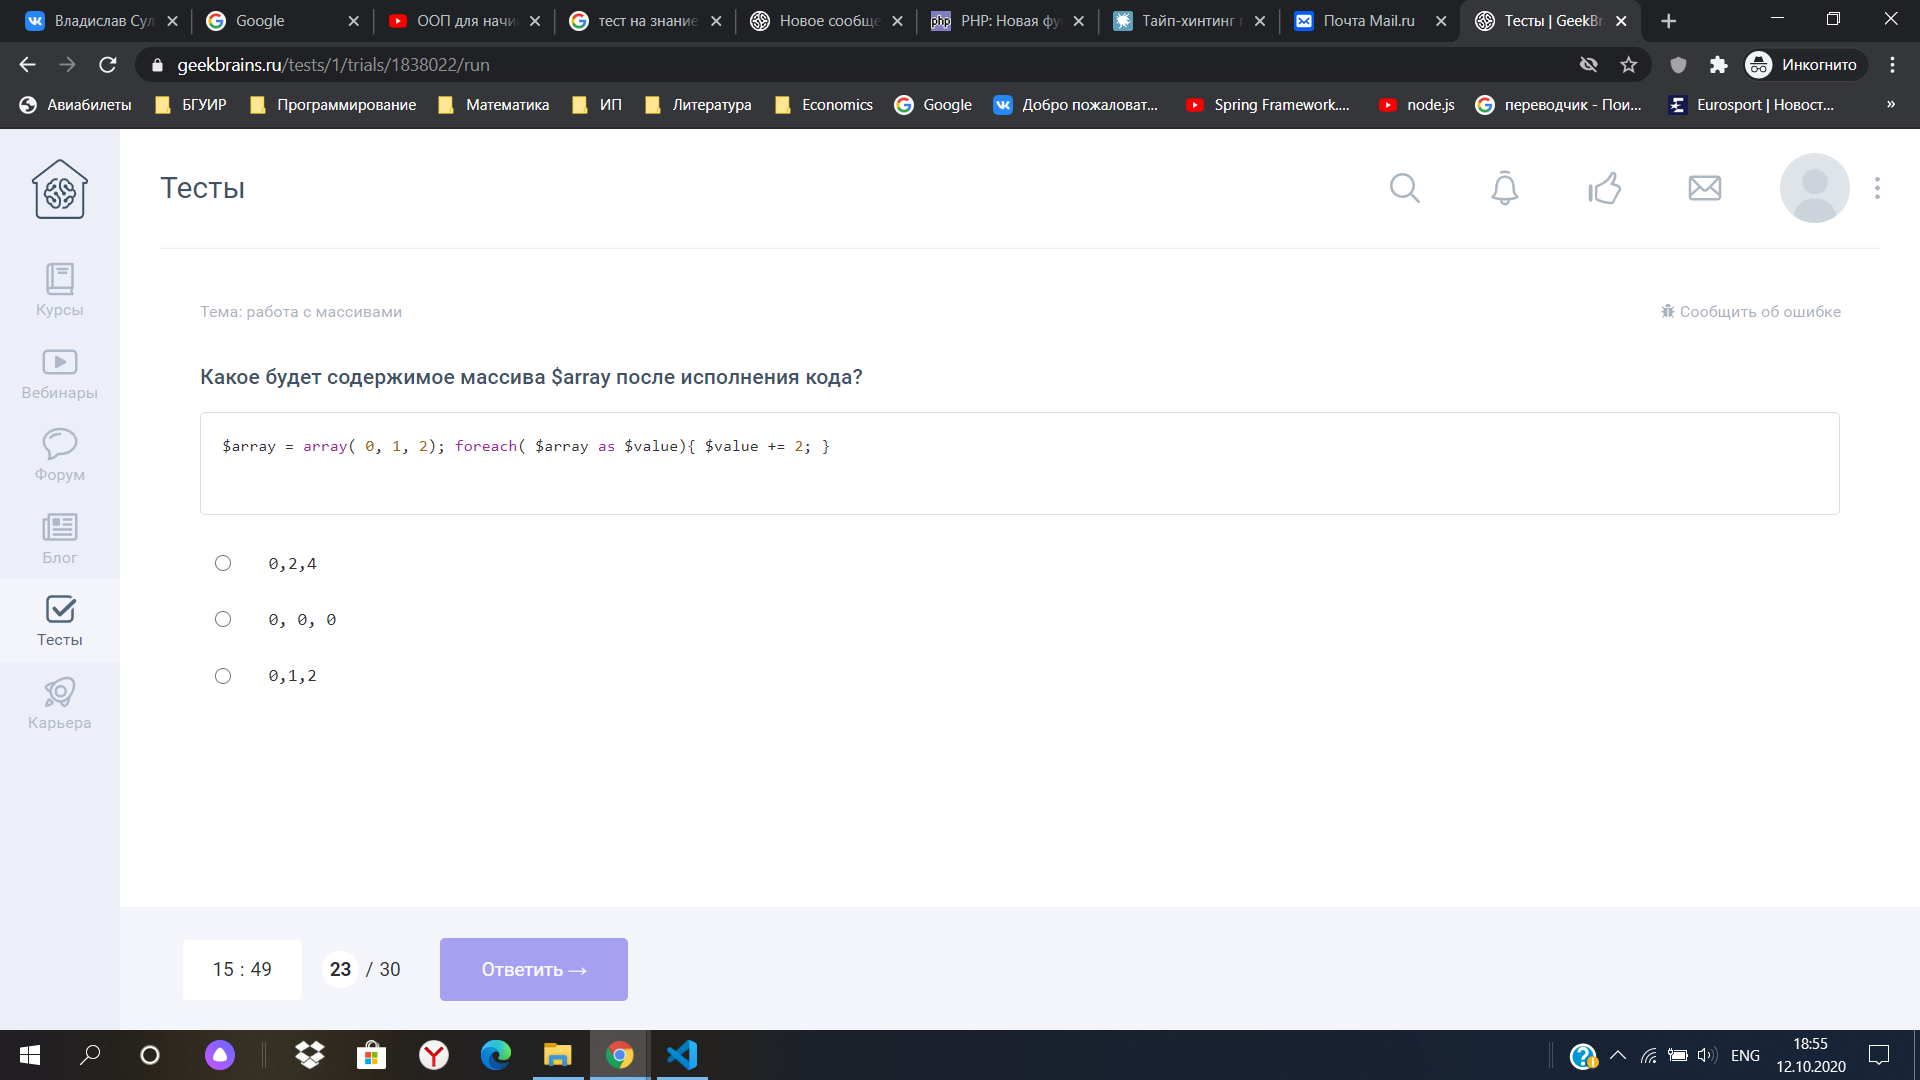 Владислав Сул
Google
ООП для начи
тест на знание
Новое сообще
php
PHP: Новая фу
Тайп-хинтинг
Почта Mail.ru
Тесты | GeekBr
geekbrains.ru/tests/1/trials/1838022/run
Инкогнито
Авиабилеты
БГУИР
Программирование
Математика
ИП
Литература
Economics
Google
Добро пожаловат...
Spring Framework....
node.js
переводчик - Пои...
Eurosport | Новост...
»
Тесты
Курсы
Вебинары
Форум
Блог
Тесты
Карьера
Тема: работа с массивами
Сообщить об ошибке
Какое будет содержимое массива $array после исполнения кода?
$array = array( 0, 1, 2); foreach( $array as $value){ $value += 2; }
0,2,4
0, 0, 0
0,1,2
15 : 49
23 / 30
Ответить →
ENG
18:55
12.10.2020